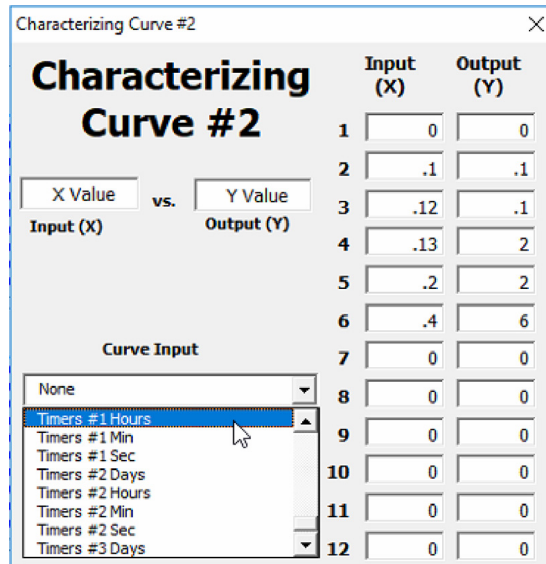 Characterizing Curve #2
Characterizing
Curve #2
X Value vs. Y Value
Input (X) Output (Y)
Curve Input
None
Timers #1 Hours
Timers #1 Min
Timers #1 Sec
Timers #2 Days
Timers #2 Hours
Timers #2 Min
Timers #2 Sec
Timers #3 Days
Input Output
(X) (Y)
1 0 0
2 .1 .1
3 .12 .1
4 .13 2
5 .2 2
6 .4 6
7 0 0
8 0 0
9 0 0
10 0 0
11 0 0
12 0 0